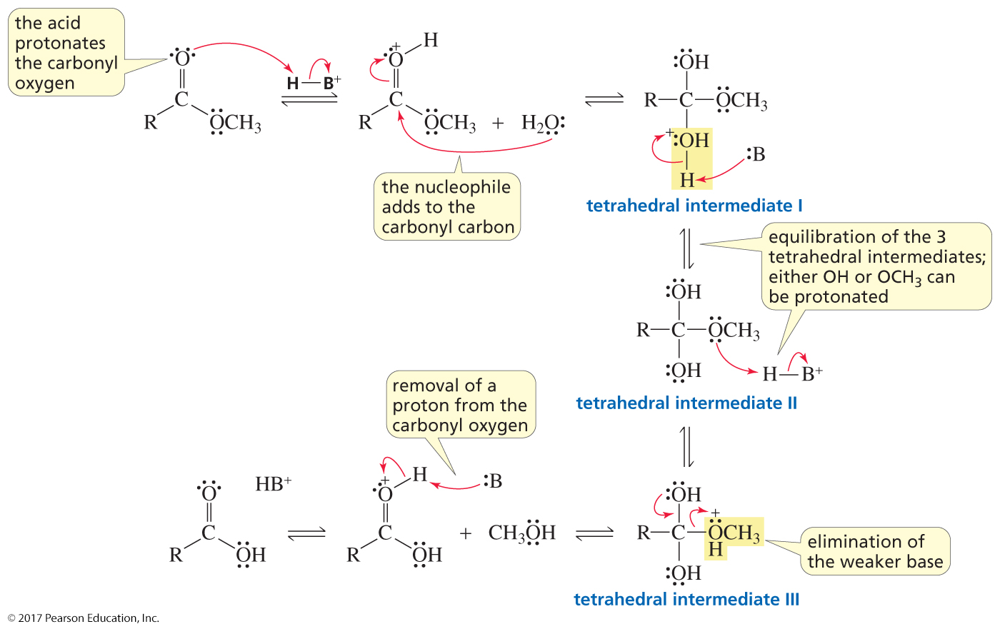 the acid
protonates
the carbonyl
oxygen
O
H—B+
C
R
OCH3
+
H
O
C
R
OCH3 + H2O:
:OH
R—C—OCH3
+
:OH
H
:B
the nucleophile
adds to the
carbonyl carbon
tetrahedral intermediate I
equilibration of the 3
tetrahedral intermediates;
either OH or OCH3 can
be protonated
:OH
R—C—OCH3
:OH
H—B+
tetrahedral intermediate II
removal of a
proton from the
carbonyl oxygen
:O:
HB+
C
R
OH
+
H
:B
:O
C
R
OH
+ CH3OH
:OH
+
R—C—OCH3
H
:OH
elimination of
the weaker base
tetrahedral intermediate III
© 2017 Pearson Education, Inc.